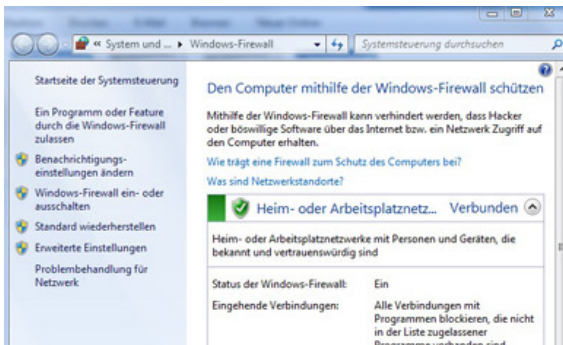 « System und ... ▸ Windows-Firewall
Systemsteuerung durchsuchen
Startseite der Systemsteuerung
Ein Programm oder Feature
durch die Windows-Firewall
zulassen
Benachrichtigungs-
einstellungen ändern
Windows-Firewall ein- oder
ausschalten
Standard wiederherstellen
Erweiterte Einstellungen
Problembehandlung für
Netzwerk
Den Computer mithilfe der Windows-Firewall schützen
Mithilfe der Windows-Firewall kann verhindert werden, dass Hacker
oder böswillige Software über das Internet bzw. ein Netzwerk Zugriff auf
den Computer erhalten.
Wie trägt eine Firewall zum Schutz des Computers bei?
Was sind Netzwerkstandorte?
Heim- oder Arbeitsplatznetz... Verbunden
Heim- oder Arbeitsplatznetzwerke mit Personen und Geräten, die
bekannt und vertrauenswürdig sind
Status der Windows-Firewall: Ein
Eingehende Verbindungen: Alle Verbindungen mit
Programmen blockieren, die nicht
in der Liste zugelassener
Programme vorhanden sind